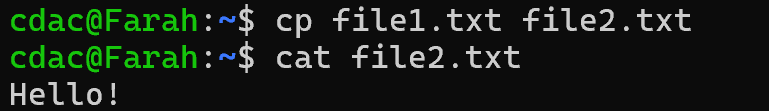 cdac@Farah:~$ cp file1.txt file2.txt
cdac@Farah:~$ cat file2.txt
Hello!